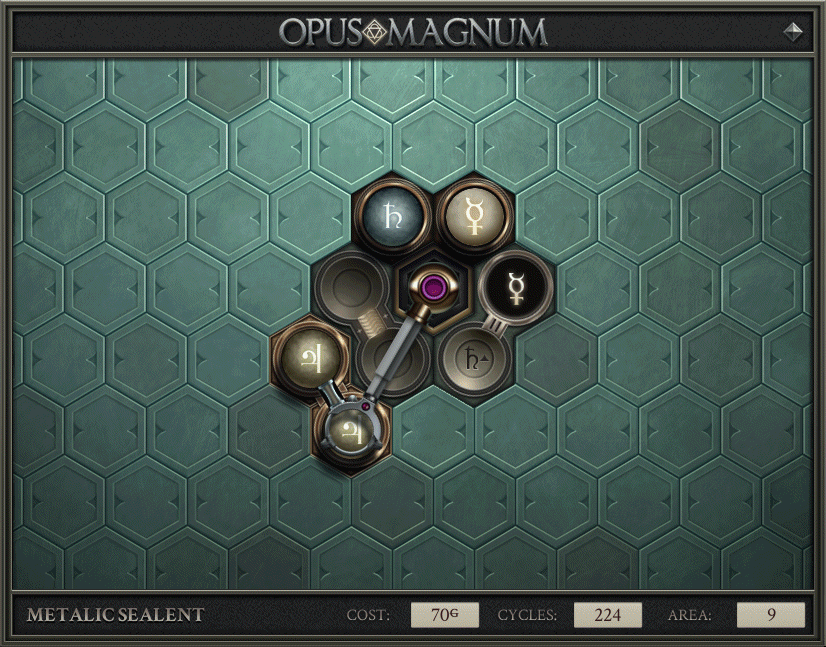 OPUS MAGNUM
♄ ☿
☿
♃ ♄
♃
METALIC SEALENT COST: 70G CYCLES: 224 AREA: 9